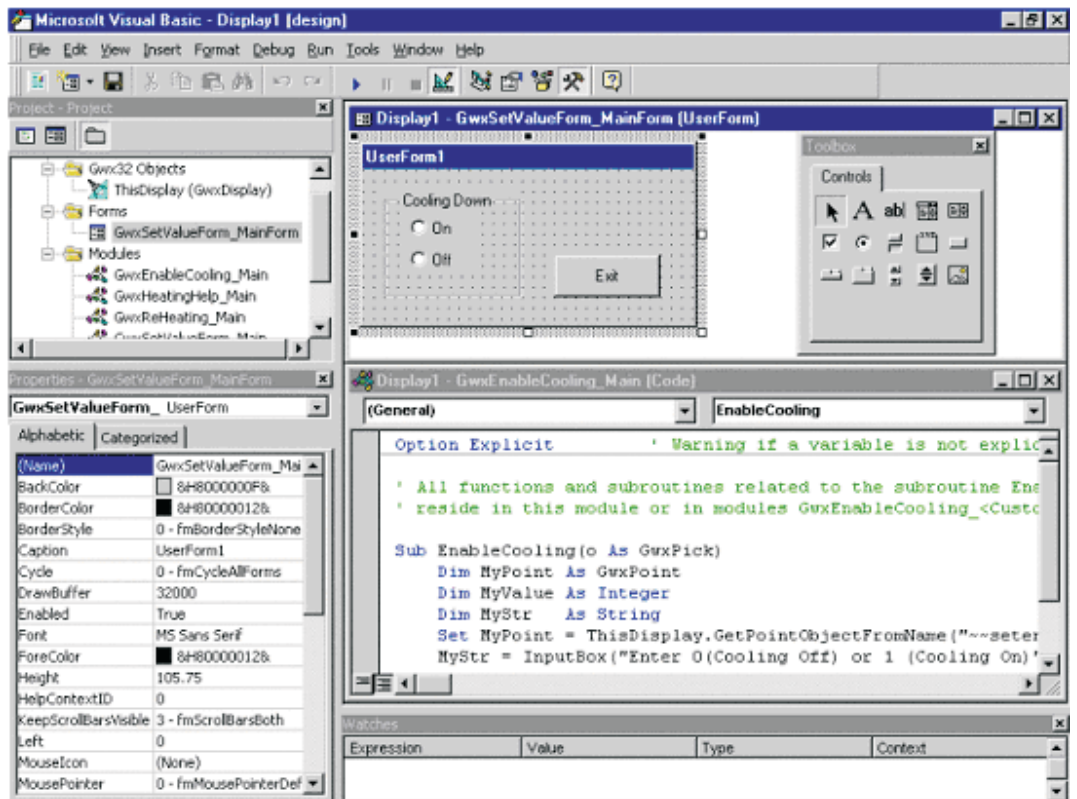 Microsoft Visual Basic - Display1 [design]
File Edit View Insert Format Debug Run Tools Window Help
Project - Project
Gwx32 Objects
ThisDisplay (GwxDisplay)
Forms
GwxSetValueForm_MainForm
Modules
GwxEnableCooling_Main
GwxHeatingHelp_Main
GwxReHeating_Main
GwxSetValueForm_Main
Properties - GwxSetValueForm_MainForm
GwxSetValueForm_ UserForm
Alphabetic Categorized
(Name) GwxSetValueForm_Mai
BackColor &H8000000F&
BorderColor &H80000012&
BorderStyle 0 - fmBorderStyleNone
Caption UserForm1
Cycle 0 - fmCycleAllForms
DrawBuffer 32000
Enabled True
Font MS Sans Serif
ForeColor &H80000012&
Height 105.75
HelpContextID 0
KeepScrollBarsVisible 3 - fmScrollBarsBoth
Left 0
MouseIcon (None)
MousePointer 0 - fmMousePointerDef
Display1 - GwxSetValueForm_MainForm (UserForm)
UserForm1
Cooling Down
On
Off
Exit
Toolbox
Controls
A ab|
Display1 - GwxEnableCooling_Main (Code)
(General) EnableCooling
Option Explicit ' Warning if a variable is not explic
' All functions and subroutines related to the subroutine Ena
' reside in this module or in modules GwxEnableCooling_<Custo
Sub EnableCooling(o As GwxPick)
Dim MyPoint As GwxPoint
Dim MyValue As Integer
Dim MyStr As String
Set MyPoint = ThisDisplay.GetPointObjectFromName("~~seter
MyStr = InputBox("Enter 0(Cooling Off) or 1 (Cooling On)"
Watches
Expression Value Type Context